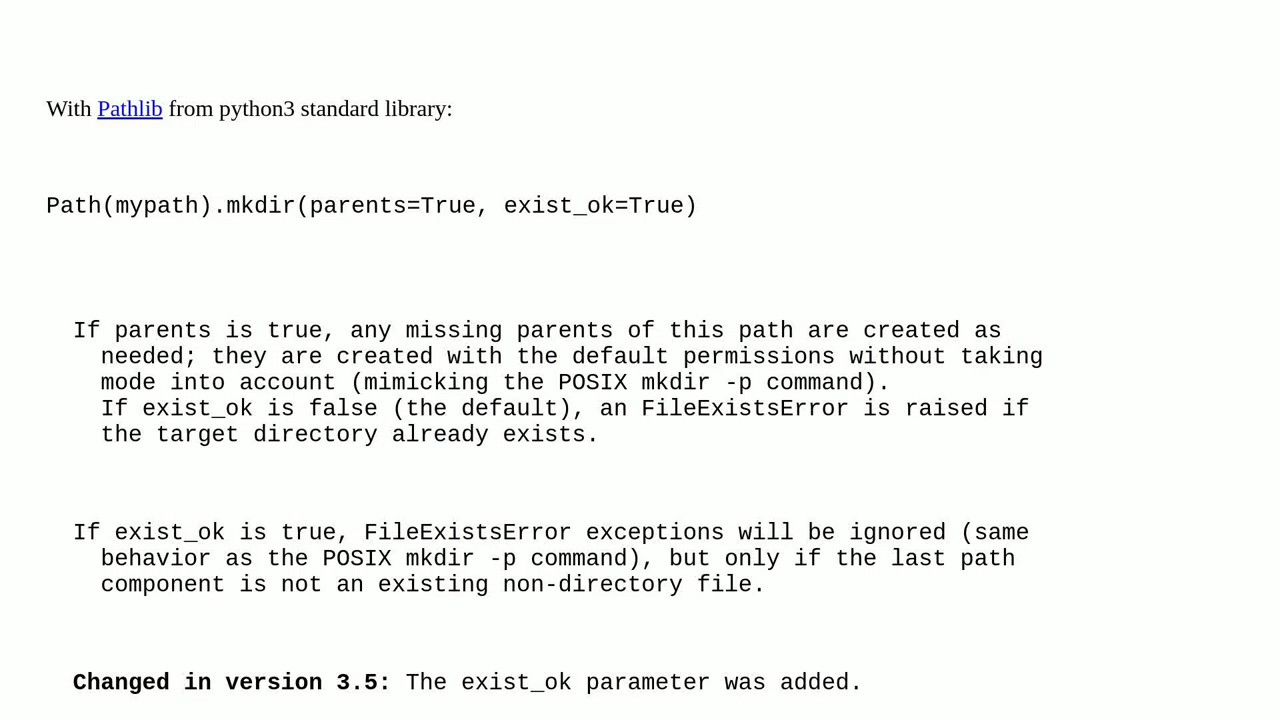 With Pathlib from python3 standard library:
Path(mypath).mkdir(parents=True, exist_ok=True)
If parents is true, any missing parents of this path are created as
needed; they are created with the default permissions without taking
mode into account (mimicking the POSIX mkdir -p command).
If exist_ok is false (the default), an FileExistsError is raised if
the target directory already exists.
If exist_ok is true, FileExistsError exceptions will be ignored (same
behavior as the POSIX mkdir -p command), but only if the last path
component is not an existing non-directory file.
Changed in version 3.5: The exist_ok parameter was added.